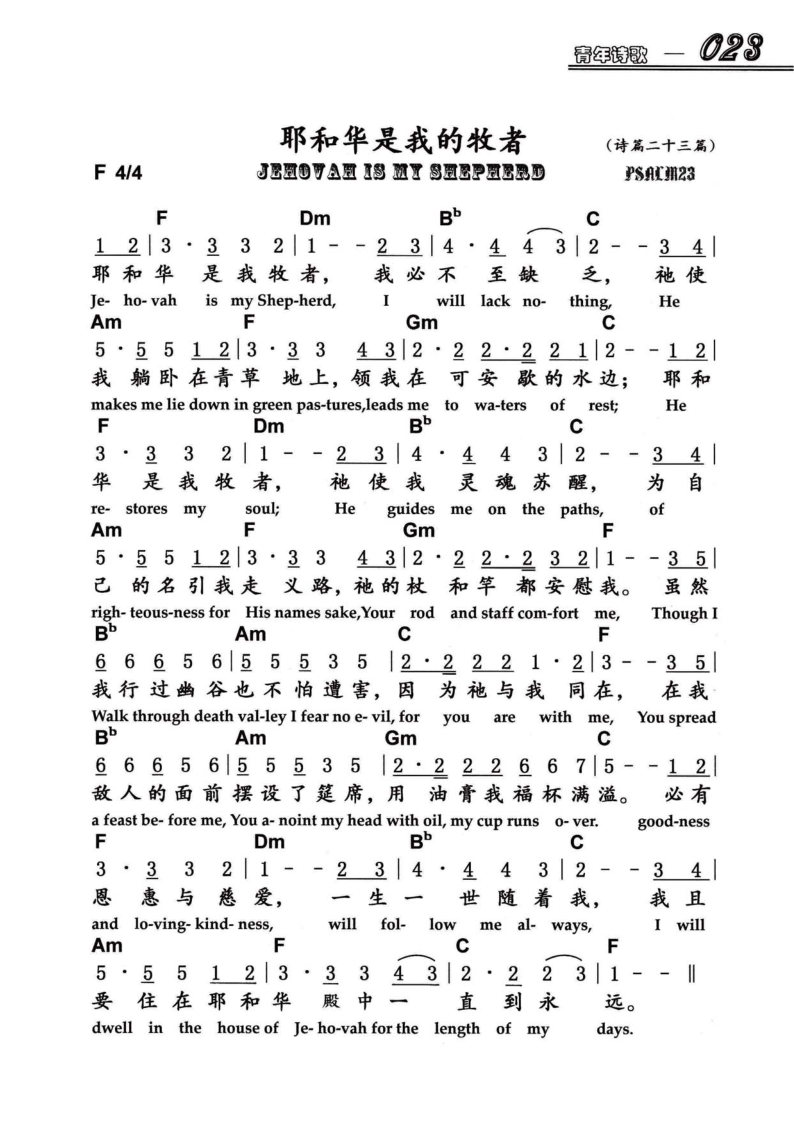 青年诗歌 — 023
耶和华是我的牧者 (诗篇二十三篇)
F 4/4 JEHOVAH IS MY SHEPHERD PSALM23
F Dm B♭ C
1 2 | 3 · 3 3 2 | 1 - - 2 3 | 4 · 4 4 3 | 2 - - 3 4 |
耶 和 华 是 我 牧 者， 我 必 不 至 缺 乏， 祂 使
Je- ho- vah is my Shep-herd, I will lack no- thing, He
Am F Gm C
5 · 5 5 1 2 | 3 · 3 3 4 3 | 2 · 2 2 · 2 2 1 | 2 - - 1 2 |
我 躺 卧 在 青 草 地 上，领 我 在 可 安 歇 的 水 边； 耶 和
makes me lie down in green pas-tures,leads me to wa-ters of rest; He
F Dm B♭ C
3 · 3 3 2 | 1 - - 2 3 | 4 · 4 4 3 | 2 - - 3 4 |
华 是 我 牧 者， 祂 使 我 灵 魂 苏 醒， 为 自
re- stores my soul; He guides me on the paths, of
Am F Gm F
5 · 5 5 1 2 | 3 · 3 3 4 3 | 2 · 2 2 · 2 3 2 | 1 - - 3 5 |
己 的 名 引 我 走 义 路，祂 的 杖 和 竿 都 安 慰 我。 虽 然
righ- teous-ness for His names sake,Your rod and staff com-fort me, Though I
B♭ Am C F
6 6 6 5 6 | 5 5 5 3 5 | 2 · 2 2 2 1 · 2 | 3 - - 3 5 |
我 行 过 幽 谷 也 不 怕 遭 害，因 为 祂 与 我 同 在， 在 我
Walk through death val-ley I fear no e- vil, for you are with me, You spread
B♭ Am Gm C
6 6 6 5 6 | 5 5 5 3 5 | 2 · 2 2 2 6 6 7 | 5 - - 1 2 |
敌 人 的 面 前 摆 设 了 筵 席，用 油 膏 我 福 杯 满 溢。 必 有
a feast be- fore me, You a- noint my head with oil, my cup runs o- ver. good-ness
F Dm B♭ C
3 · 3 3 2 | 1 - - 2 3 | 4 · 4 4 3 | 2 - - 3 4 |
恩 惠 与 慈 爱， 一 生 一 世 随 着 我， 我 且
and lo-ving- kind- ness, will fol- low me al- ways, I will
Am F C F
5 · 5 5 1 2 | 3 · 3 3 4 3 | 2 · 2 2 3 | 1 - - ‖
要 住 在 耶 和 华 殿 中 一 直 到 永 远。
dwell in the house of Je- ho-vah for the length of my days.